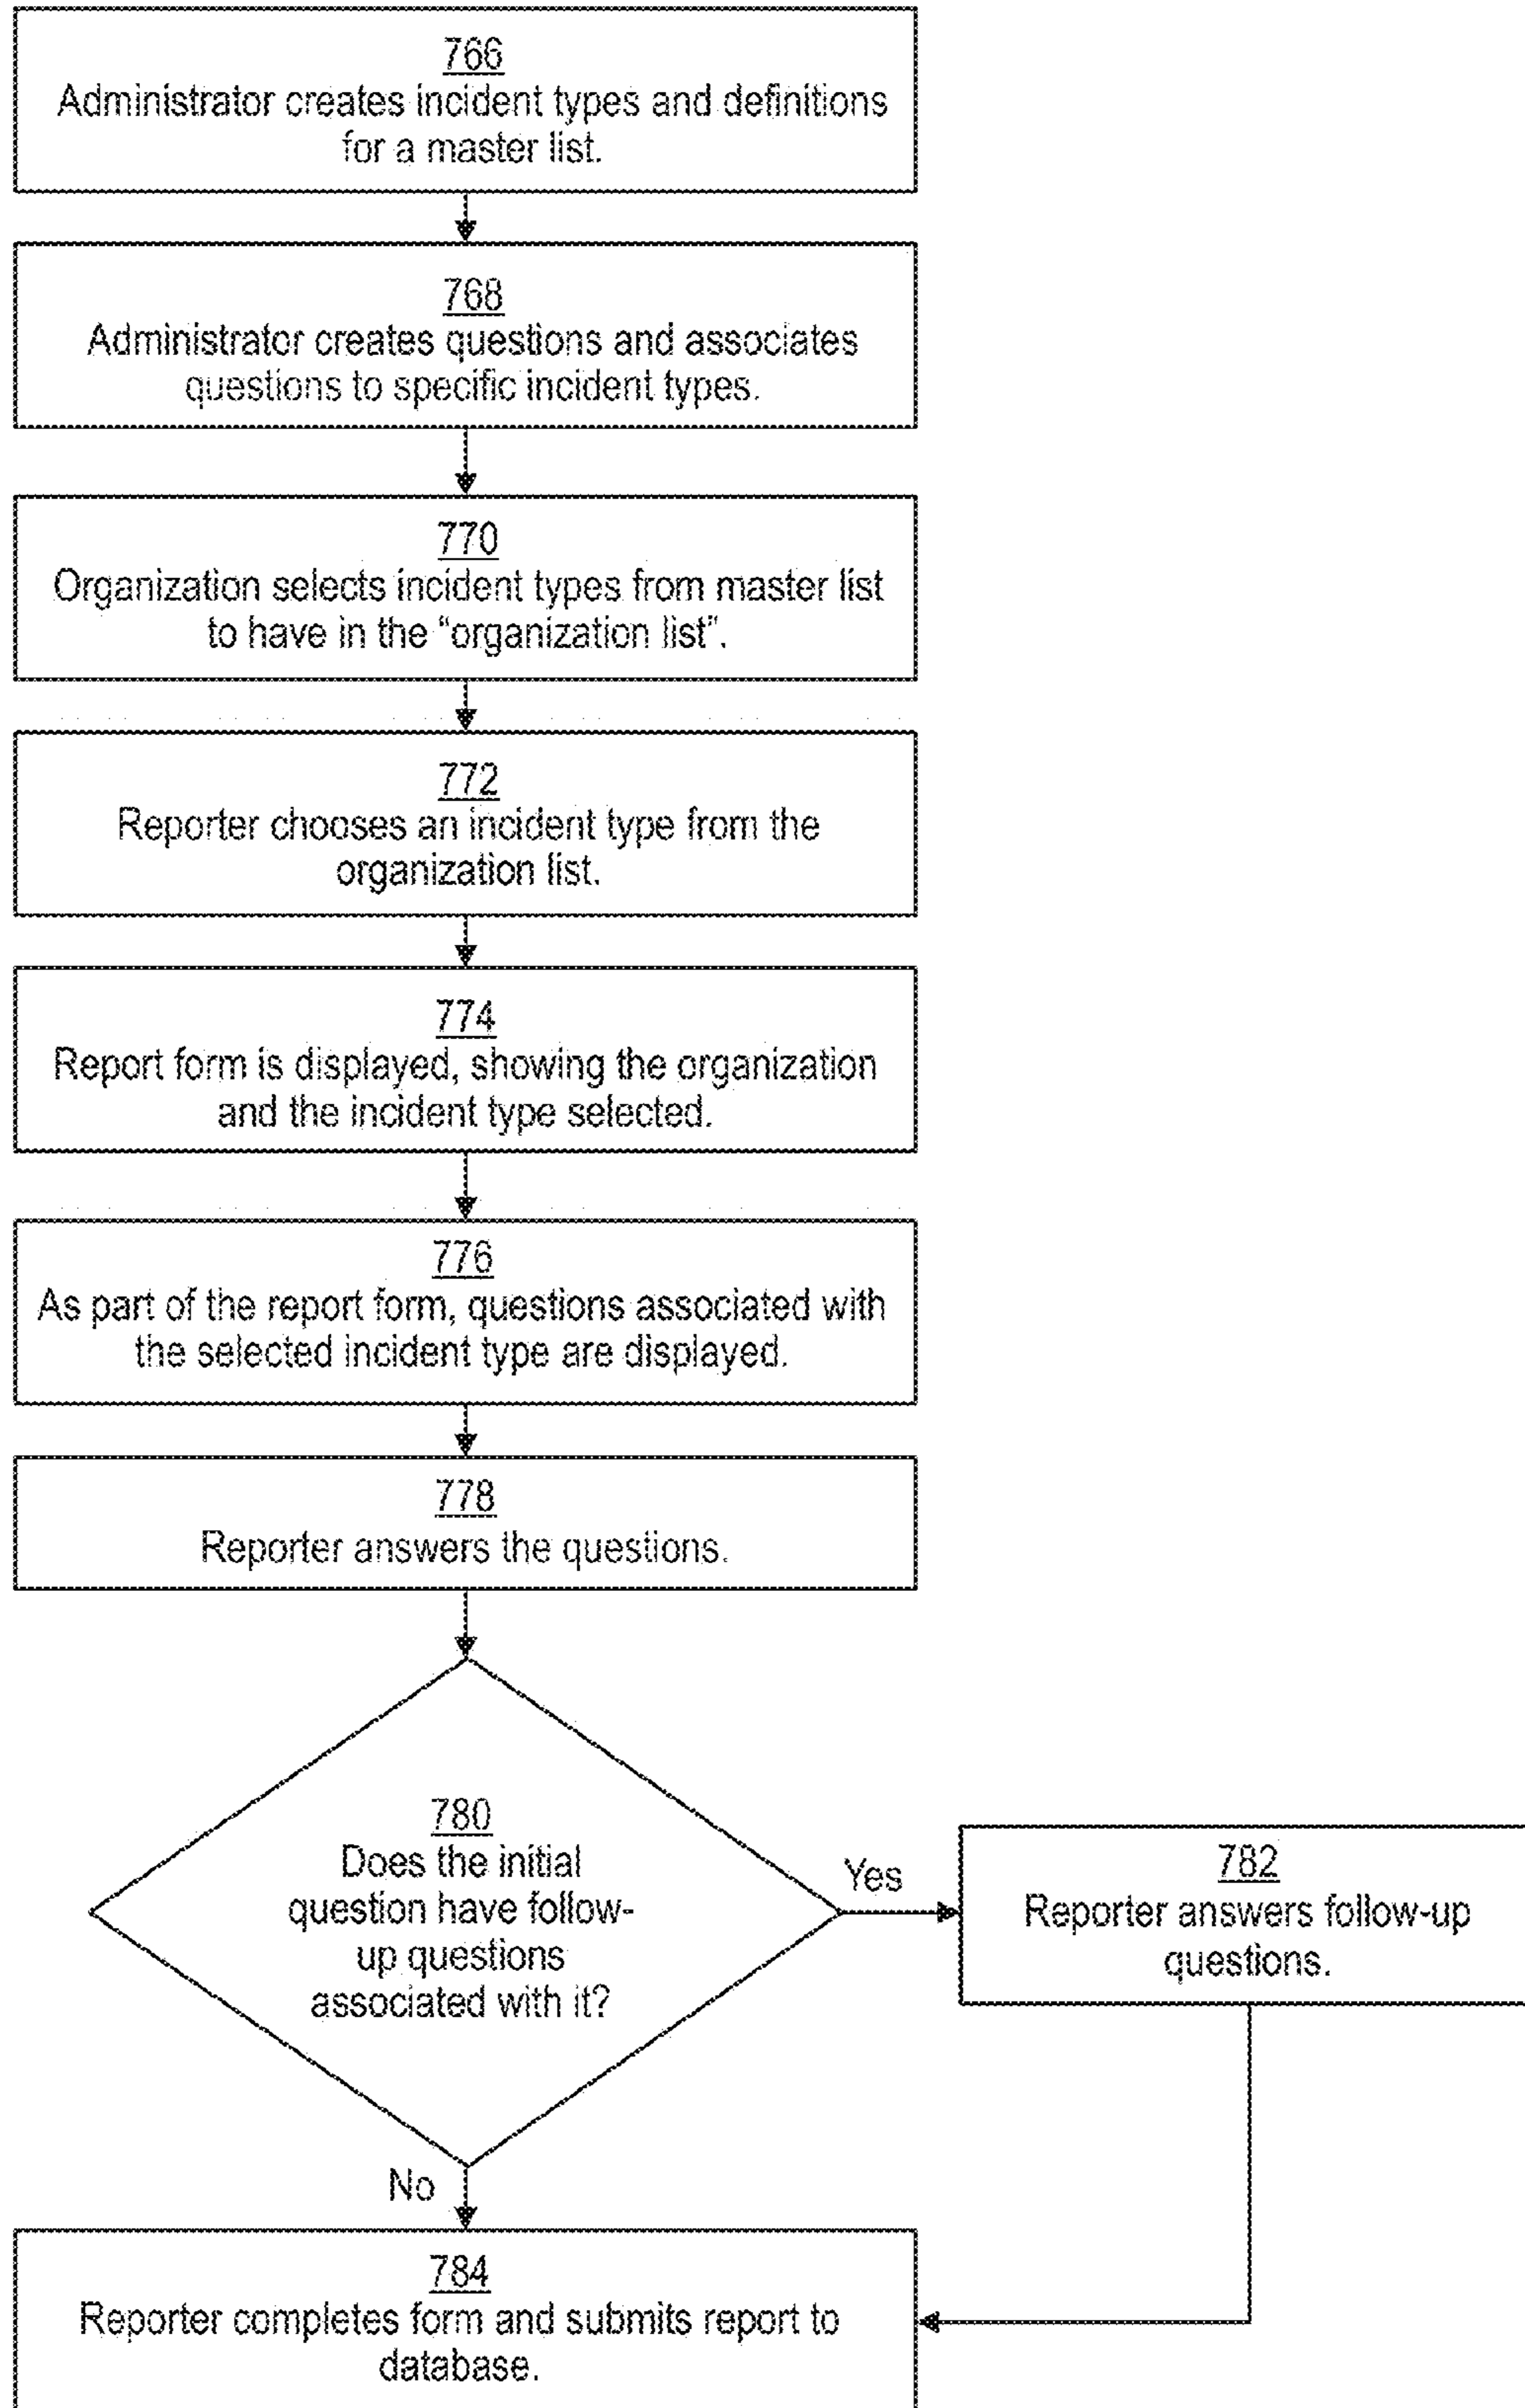 766
Administrator creates incident types and definitions
for a master list.
768
Administrator creates questions and associates
questions to specific incident types.
770
Organization selects incident types from master list
to have in the “organization list”.
772
Reporter chooses an incident type from the
organization list.
774
Report form is displayed, showing the organization
and the incident type selected.
776
As part of the report form, questions associated with
the selected incident type are displayed.
778
Reporter answers the questions.
780
Does the initial
question have follow-
up questions
associated with it?
Yes
782
Reporter answers follow-up
questions.
No
784
Reporter completes form and submits report to
database.